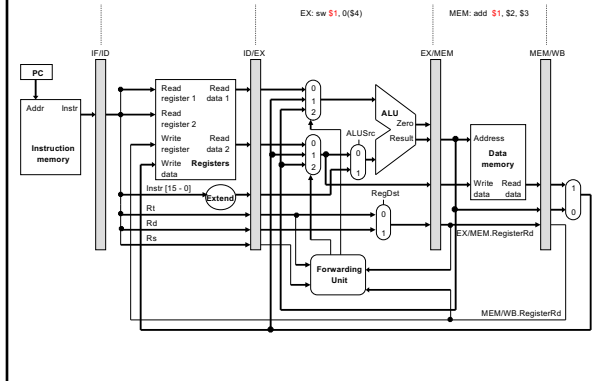 EX: sw $1, 0($4)
MEM: add $1, $2, $3
IF/ID
ID/EX
EX/MEM
MEM/WB
PC
Addr Instr
Instruction
memory
Read
register 1
Read
data 1
Read
register 2
Write
register
Read
data 2
Write
data
Registers
Instr [15 - 0]
Extend
Rt
Rd
Rs
0
1
2
0
1
2
ALUSrc
0
1
ALU
Zero
Result
RegDst
0
1
Address
Data
memory
Write
data
Read
data
1
0
EX/MEM.RegisterRd
Forwarding
Unit
MEM/WB.RegisterRd